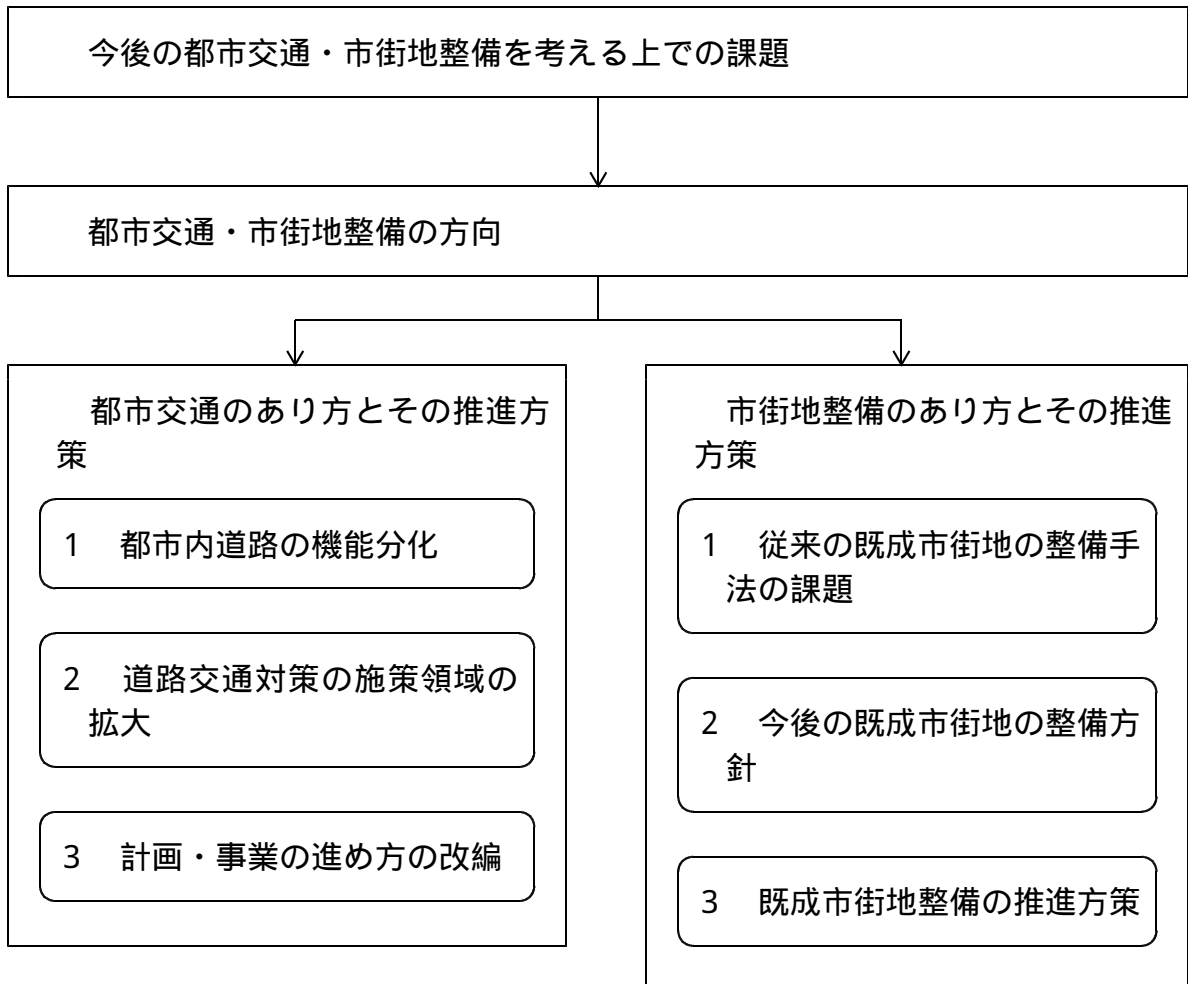 今後の都市交通・市街地整備を考える上での課題
都市交通・市街地整備の方向
都市交通のあり方とその推進方
策
1 都市内道路の機能分化
2 道路交通対策の施策領域の
拡大
3 計画・事業の進め方の改編
市街地整備のあり方とその推進
方策
1 従来の既成市街地の整備手
法の課題
2 今後の既成市街地の整備方
針
3 既成市街地整備の推進方策